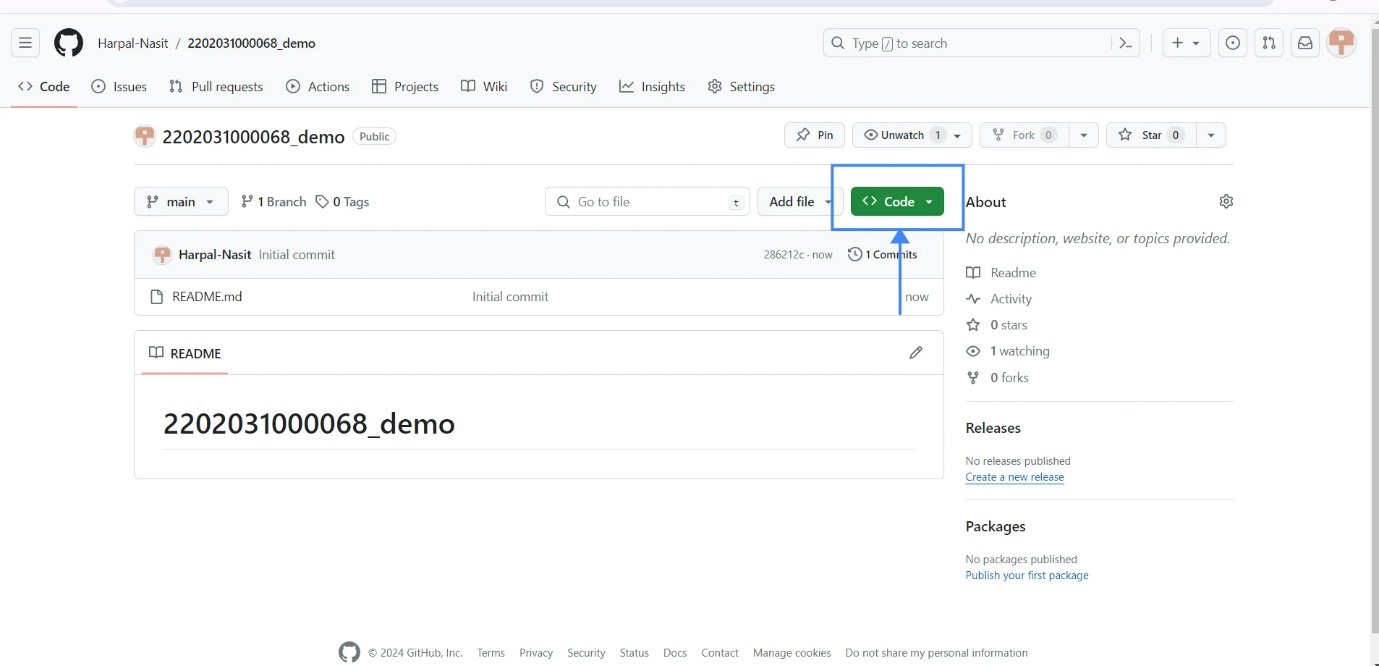 Harpal-Nasit / 2202031000068_demo
Type / to search
Code Issues Pull requests Actions Projects Wiki Security Insights Settings
2202031000068_demo Public
Pin Unwatch 1 Fork 0 Star 0
main 1 Branch 0 Tags Go to file t Add file Code
Harpal-Nasit Initial commit 286212c · now 1 Commits
README.md Initial commit now
README
2202031000068_demo
About
No description, website, or topics provided.
Readme
Activity
0 stars
1 watching
0 forks
Releases
No releases published
Create a new release
Packages
No packages published
Publish your first package
© 2024 GitHub, Inc. Terms Privacy Security Status Docs Contact Manage cookies Do not share my personal information